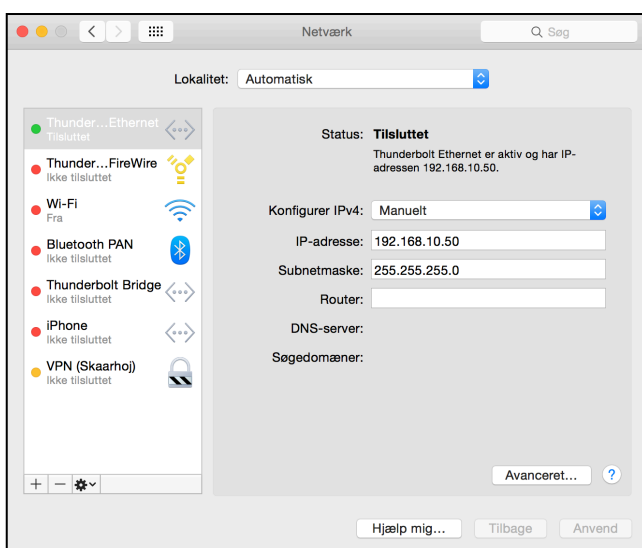 Netværk
Søg
Lokalitet: Automatisk
Thunder…Ethernet
Tilsluttet
Thunder…FireWire
Ikke tilsluttet
Wi-Fi
Fra
Bluetooth PAN
Ikke tilsluttet
Thunderbolt Bridge
Ikke tilsluttet
iPhone
Ikke tilsluttet
VPN (Skaarhoj)
Ikke tilsluttet
Status: Tilsluttet
Thunderbolt Ethernet er aktiv og har IP-
adressen 192.168.10.50.
Konfigurer IPv4: Manuelt
IP-adresse: 192.168.10.50
Subnetmaske: 255.255.255.0
Router:
DNS-server:
Søgedomæner:
Avanceret… ?
Hjælp mig… Tilbage Anvend